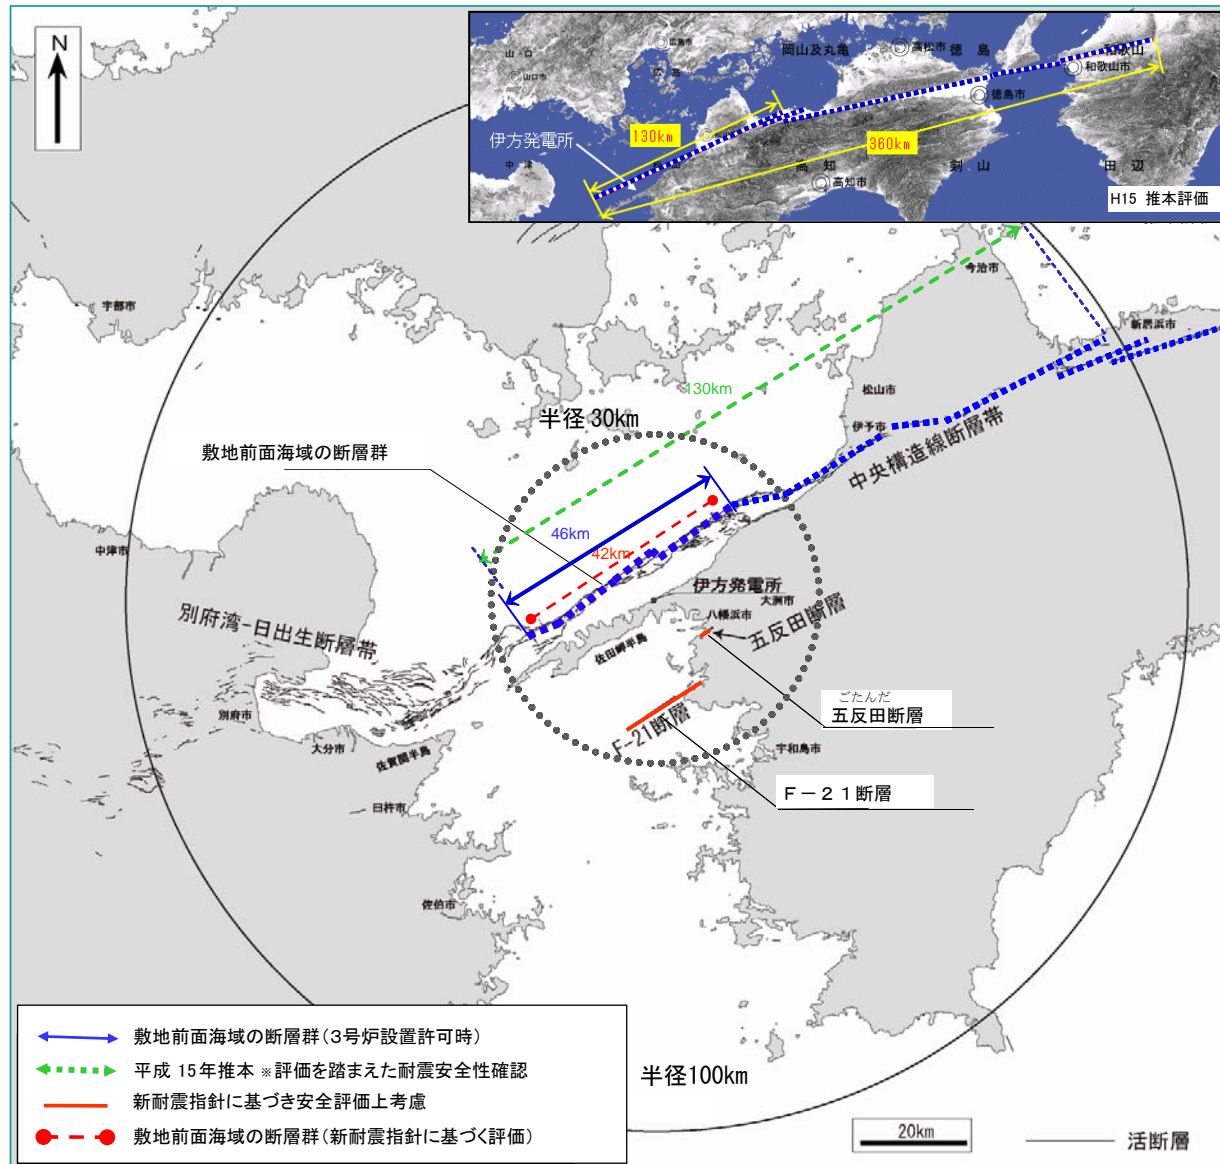 N
山口
山口市
広島市
岡山及丸亀
高松市
徳島
和歌山
和歌山市
徳島市
130km
360km
伊方発電所
中津
高知
高知市
剣山
田辺
H15 推本評価
今治市
新居浜市
宇部市
130km
松山市
伊予市
中央構造線断層帯
半径 30km
敷地前面海域の断層群
46km
42km
中津市
伊方発電所
大洲市
八幡浜市
五反田断層
別府湾-日出生断層帯
佐田岬半島
ごたんだ
五反田断層
別府市
大分市
佐賀関半島
F-21断層
宇和島市
F-21断層
臼杵市
佐伯市
敷地前面海域の断層群(3号炉設置許可時)
平成 15年推本 ※評価を踏まえた耐震安全性確認
新耐震指針に基づき安全評価上考慮
敷地前面海域の断層群(新耐震指針に基づく評価)
半径100km
20km
活断層